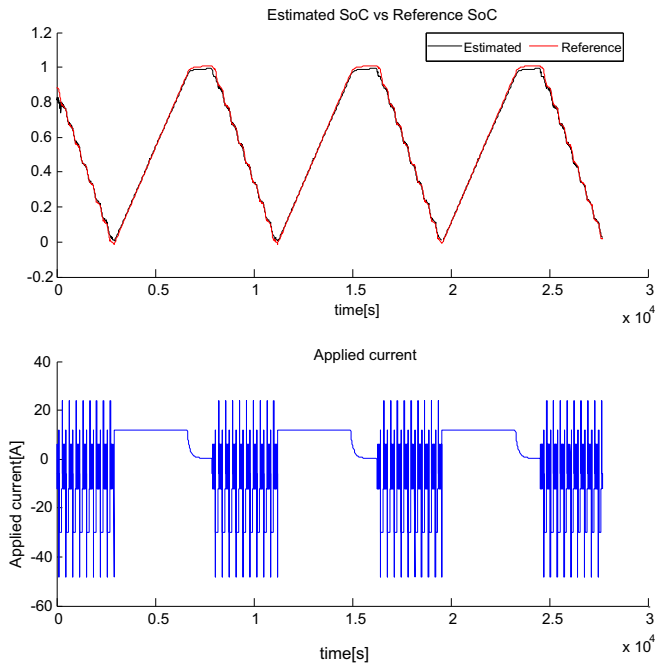 Estimated SoC vs Reference SoC
Estimated Reference
1.2
1
0.8
0.6
0.4
0.2
0
-0.2
0 0.5 1 1.5 2 2.5 3
time[s]
x 10^4
Applied current
Applied current[A]
40
20
0
-20
-40
-60
0 0.5 1 1.5 2 2.5 3
time[s]
x 10^4